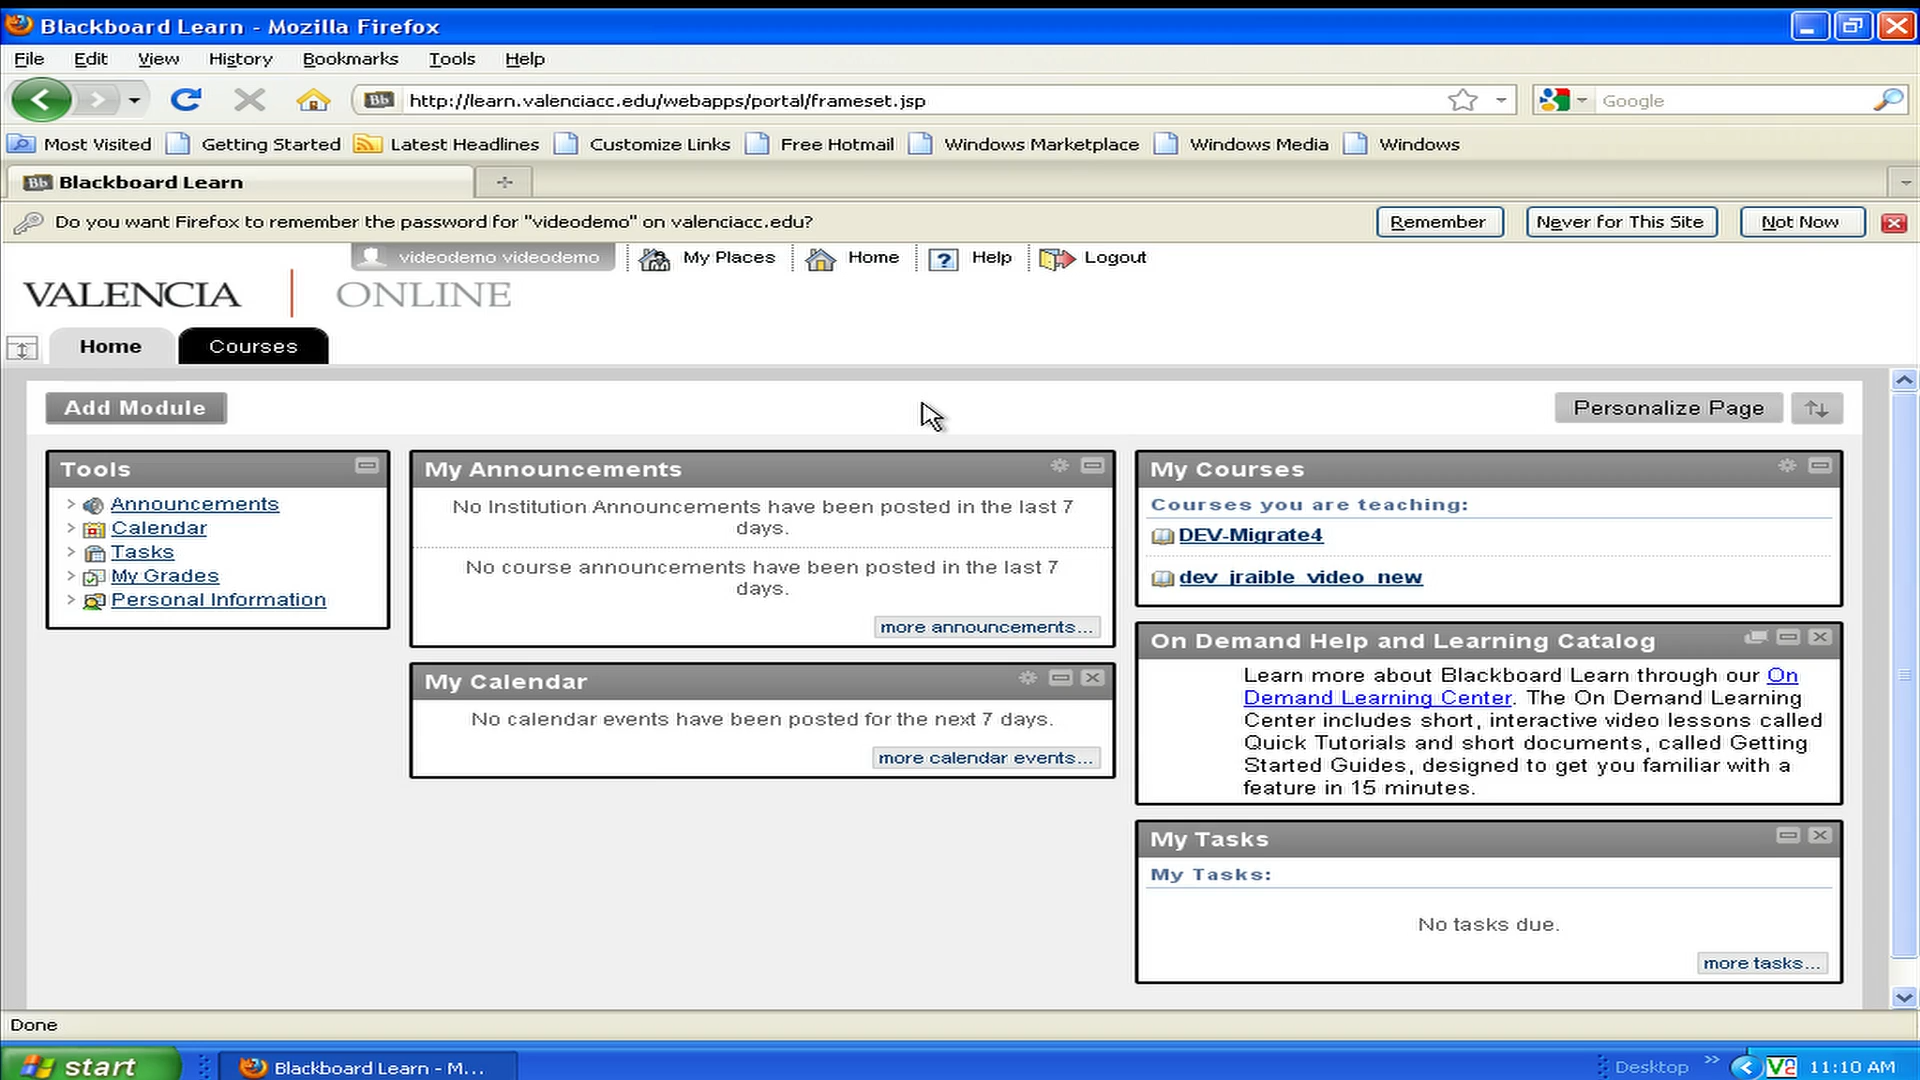 Blackboard Learn - Mozilla Firefox
File Edit View History Bookmarks Tools Help
Bb http://learn.valenciacc.edu/webapps/portal/frameset.jsp Google
Most Visited Getting Started Latest Headlines Customize Links Free Hotmail Windows Marketplace Windows Media Windows
Bb Blackboard Learn
Do you want Firefox to remember the password for "videodemo" on valenciacc.edu? Remember Never for This Site Not Now
videodemo videodemo My Places Home Help Logout
VALENCIA ONLINE
Home Courses
Add Module Personalize Page
Tools
Announcements
Calendar
Tasks
My Grades
Personal Information
My Announcements
No Institution Announcements have been posted in the last 7
days.
No course announcements have been posted in the last 7
days.
more announcements...
My Calendar
No calendar events have been posted for the next 7 days.
more calendar events...
My Courses
Courses you are teaching:
DEV-Migrate4
dev_jraible_video_new
On Demand Help and Learning Catalog
Learn more about Blackboard Learn through our On
Demand Learning Center. The On Demand Learning
Center includes short, interactive video lessons called
Quick Tutorials and short documents, called Getting
Started Guides, designed to get you familiar with a
feature in 15 minutes.
My Tasks
My Tasks:
No tasks due.
more tasks...
Done
start Blackboard Learn - M... Desktop 11:10 AM